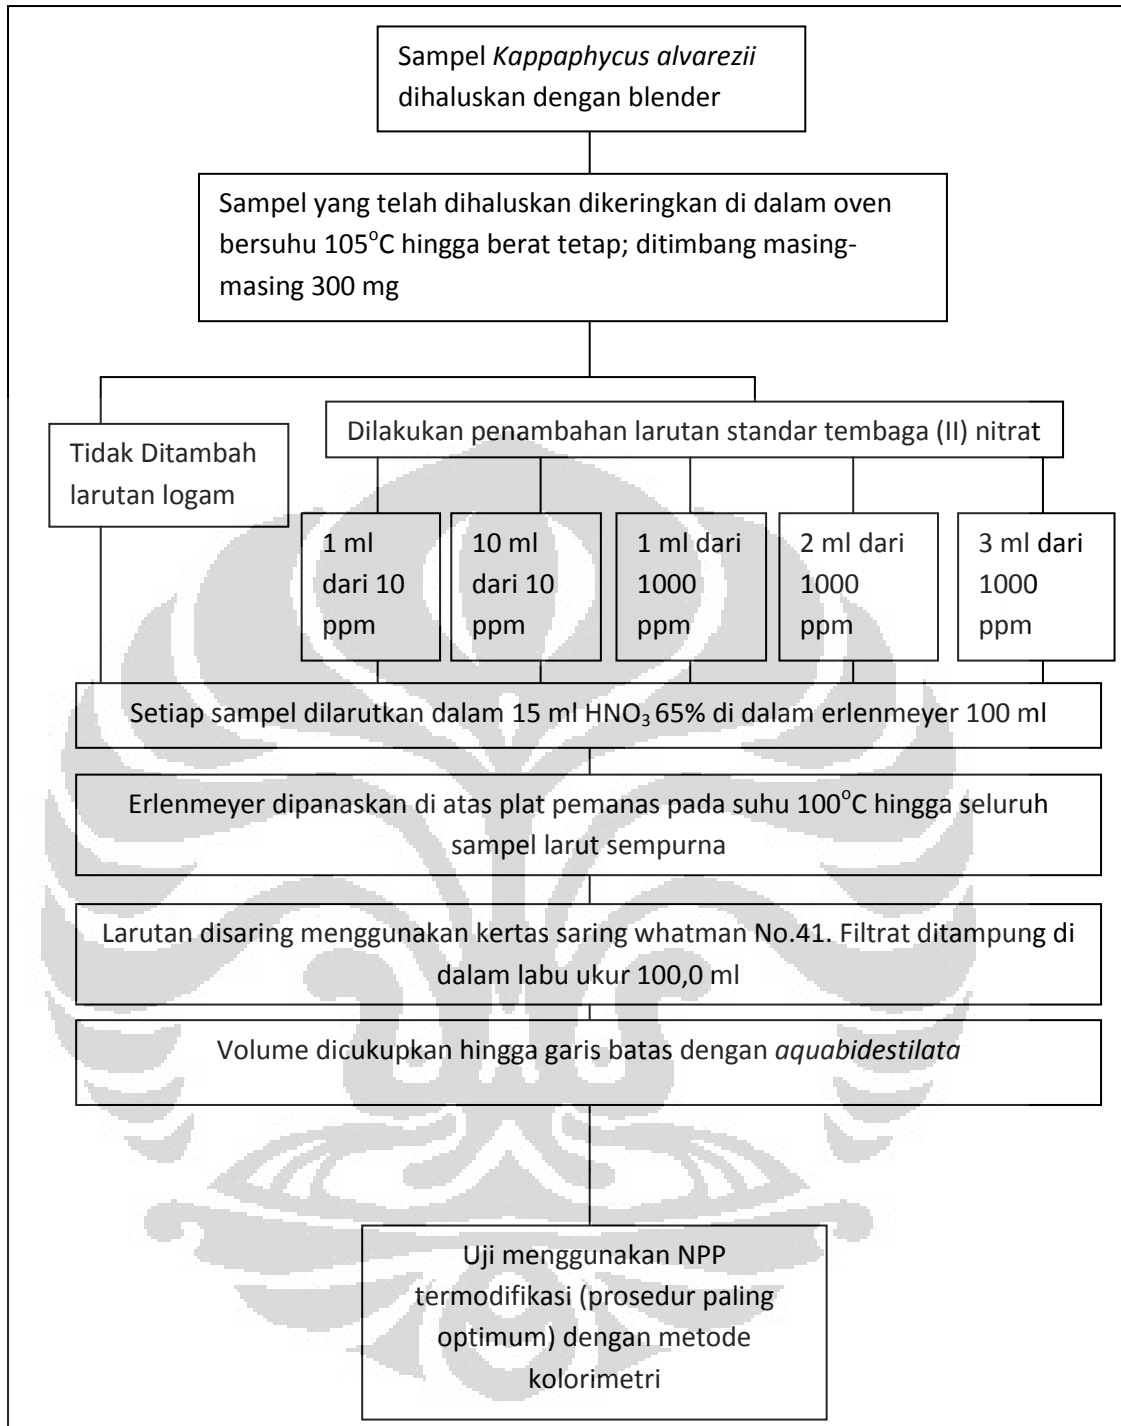 Sampel Kappaphycus alvarezii
dihaluskan dengan blender
Sampel yang telah dihaluskan dikeringkan di dalam oven
bersuhu 105°C hingga berat tetap; ditimbang masing-
masing 300 mg
Tidak Ditambah
larutan logam
Dilakukan penambahan larutan standar tembaga (II) nitrat
1 ml
dari 10
ppm
10 ml
dari 10
ppm
1 ml dari
1000
ppm
2 ml dari
1000
ppm
3 ml dari
1000
ppm
Setiap sampel dilarutkan dalam 15 ml HNO₃ 65% di dalam erlenmeyer 100 ml
Erlenmeyer dipanaskan di atas plat pemanas pada suhu 100°C hingga seluruh
sampel larut sempurna
Larutan disaring menggunakan kertas saring whatman No.41. Filtrat ditampung di
dalam labu ukur 100,0 ml
Volume dicukupkan hingga garis batas dengan aquabidestilata
Uji menggunakan NPP
termodifikasi (prosedur paling
optimum) dengan metode
kolorimetri